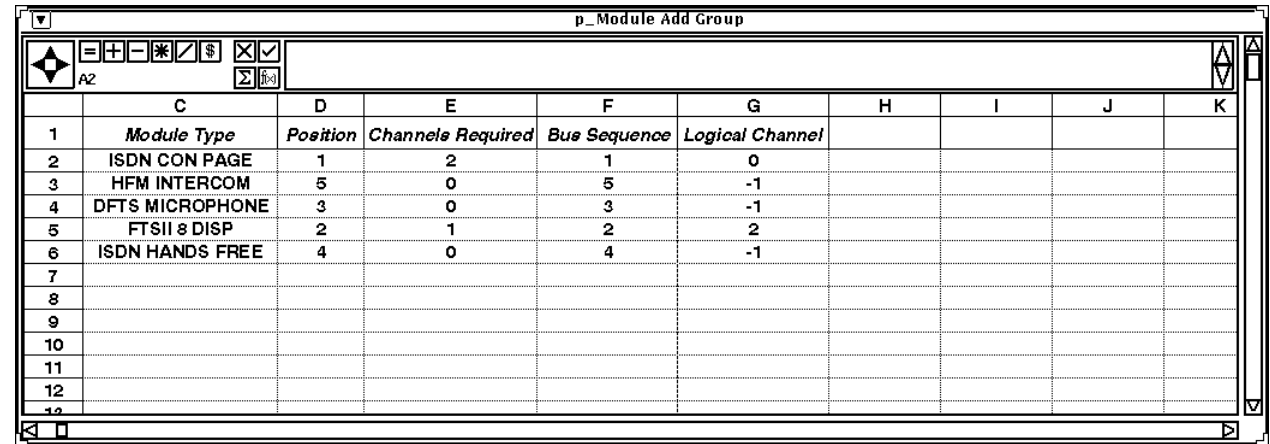 p_Module Add Group
= + - * / $
A2 Σ f(x)
C D E F G H I J K
1 Module Type Position Channels Required Bus Sequence Logical Channel
2 ISDN CON PAGE 1 2 1 0
3 HFM INTERCOM 5 0 5 -1
4 DFTS MICROPHONE 3 0 3 -1
5 FTSII 8 DISP 2 1 2 2
6 ISDN HANDS FREE 4 0 4 -1
7
8
9
10
11
12
13